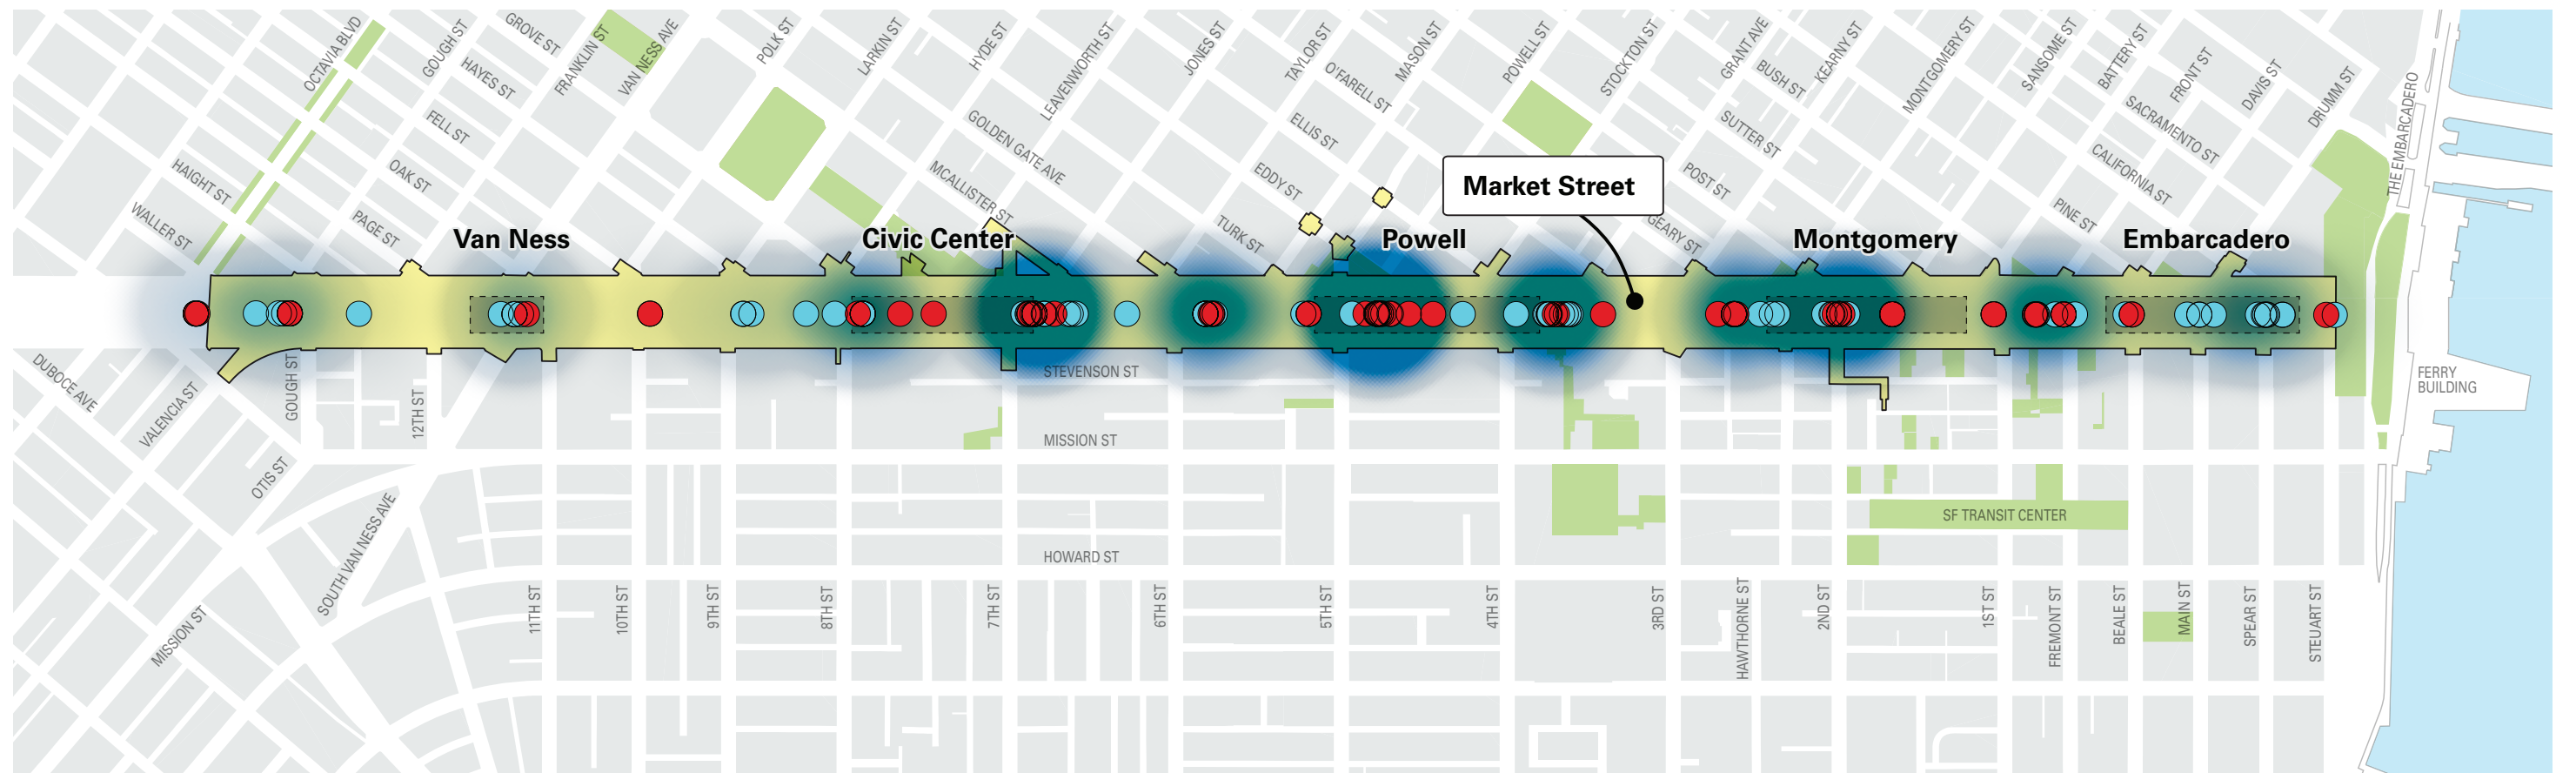 OCTAVIA BLVD
GOUGH ST
GROVE ST
HAYES ST
FRANKLIN ST
VAN NESS AVE
POLK ST
LARKIN ST
HYDE ST
LEAVENWORTH ST
JONES ST
TAYLOR ST
O'FARELL ST
MASON ST
POWELL ST
STOCKTON ST
GRANT AVE
BUSH ST
KEARNY ST
MONTGOMERY ST
SANSOME ST
BATTERY ST
FRONT ST
DAVIS ST
DRUMM ST
THE EMBARCADERO
HAIGHT ST
WALLER ST
FELL ST
OAK ST
PAGE ST
GOLDEN GATE AVE
MCALLISTER ST
ELLIS ST
EDDY ST
TURK ST
SUTTER ST
POST ST
GEARY ST
SACRAMENTO ST
CALIFORNIA ST
PINE ST
Market Street
Van Ness
Civic Center
Powell
Montgomery
Embarcadero
DUBOCE AVE
VALENCIA ST
GOUGH ST
12TH ST
STEVENSON ST
FERRY
BUILDING
MISSION ST
OTIS ST
SOUTH VAN NESS AVE
SF TRANSIT CENTER
HOWARD ST
MISSION ST
11TH ST
10TH ST
9TH ST
8TH ST
7TH ST
6TH ST
5TH ST
4TH ST
3RD ST
HAWTHORNE ST
2ND ST
1ST ST
FREMONT ST
BEALE ST
MAIN ST
SPEAR ST
STEUART ST